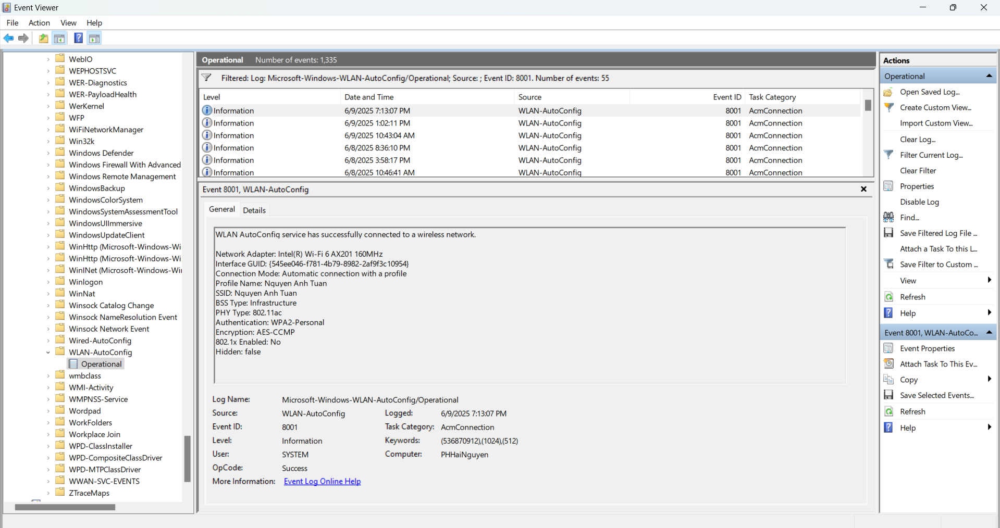 Event Viewer
File Action View Help
WebIO
WEPHOSTSVC
WER-Diagnostics
WER-PayloadHealth
WerKernel
WFP
WiFiNetworkManager
Win32k
Windows Defender
Windows Firewall With Advanced
Windows Remote Management
WindowsBackup
WindowsColorSystem
WindowsSystemAssessmentTool
WindowsUIImmersive
WindowsUpdateClient
WinHttp (Microsoft-Windows-Wi
WinHttp (Microsoft-Windows-Wi
WinINet (Microsoft-Windows-Wi
Winlogon
WinNat
Winsock Catalog Change
Winsock NameResolution Event
Winsock Network Event
Wired-AutoConfig
WLAN-AutoConfig
Operational
wmbclass
WMI-Activity
WMPNSS-Service
Wordpad
WorkFolders
Workplace Join
WPD-ClassInstaller
WPD-CompositeClassDriver
WPD-MTPClassDriver
WWAN-SVC-EVENTS
ZTraceMaps
Operational Number of events: 1,335
Filtered: Log: Microsoft-Windows-WLAN-AutoConfig/Operational; Source: ; Event ID: 8001. Number of events: 55
Level Date and Time Source Event ID Task Category
Information 6/9/2025 7:13:07 PM WLAN-AutoConfig 8001 AcmConnection
Information 6/9/2025 1:02:11 PM WLAN-AutoConfig 8001 AcmConnection
Information 6/9/2025 10:43:04 AM WLAN-AutoConfig 8001 AcmConnection
Information 6/8/2025 8:36:10 PM WLAN-AutoConfig 8001 AcmConnection
Information 6/8/2025 3:58:17 PM WLAN-AutoConfig 8001 AcmConnection
Information 6/8/2025 10:46:41 AM WLAN-AutoConfig 8001 AcmConnection
Event 8001, WLAN-AutoConfig
General Details
WLAN AutoConfig service has successfully connected to a wireless network.
Network Adapter: Intel(R) Wi-Fi 6 AX201 160MHz
Interface GUID: {545ee046-f781-4b79-8982-2af9f3c10954}
Connection Mode: Automatic connection with a profile
Profile Name: Nguyen Anh Tuan
SSID: Nguyen Anh Tuan
BSS Type: Infrastructure
PHY Type: 802.11ac
Authentication: WPA2-Personal
Encryption: AES-CCMP
802.1x Enabled: No
Hidden: false
Log Name: Microsoft-Windows-WLAN-AutoConfig/Operational
Source: WLAN-AutoConfig Logged: 6/9/2025 7:13:07 PM
Event ID: 8001 Task Category: AcmConnection
Level: Information Keywords: (536870912),(1024),(512)
User: SYSTEM Computer: PHHaiNguyen
OpCode: Success
More Information: Event Log Online Help
Actions
Operational
Open Saved Log...
Create Custom View...
Import Custom View...
Clear Log...
Filter Current Log...
Clear Filter
Properties
Disable Log
Find...
Save Filtered Log File ...
Attach a Task To this L...
Save Filter to Custom ...
View
Refresh
Help
Event 8001, WLAN-AutoCo...
Event Properties
Attach Task To This Ev...
Copy
Save Selected Events...
Refresh
Help